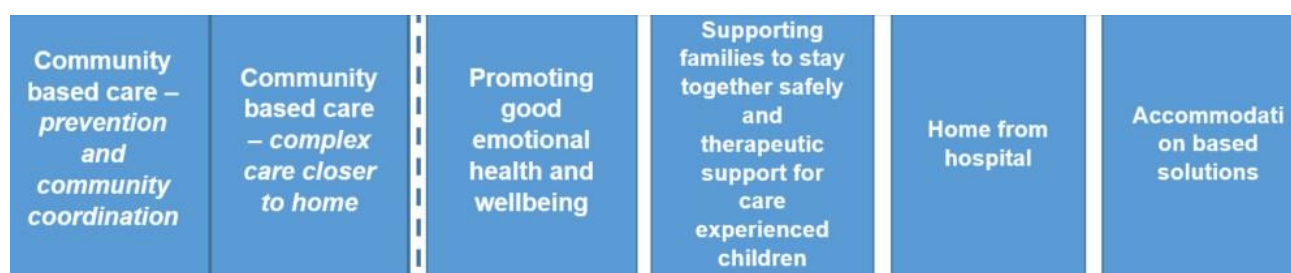 Community
based care –
prevention
and
community
coordination
Community
based care
– complex
care closer
to home
Promoting
good
emotional
health and
wellbeing
Supporting
families to stay
together safely
and
therapeutic
support for
care
experienced
children
Home from
hospital
Accommodati
on based
solutions